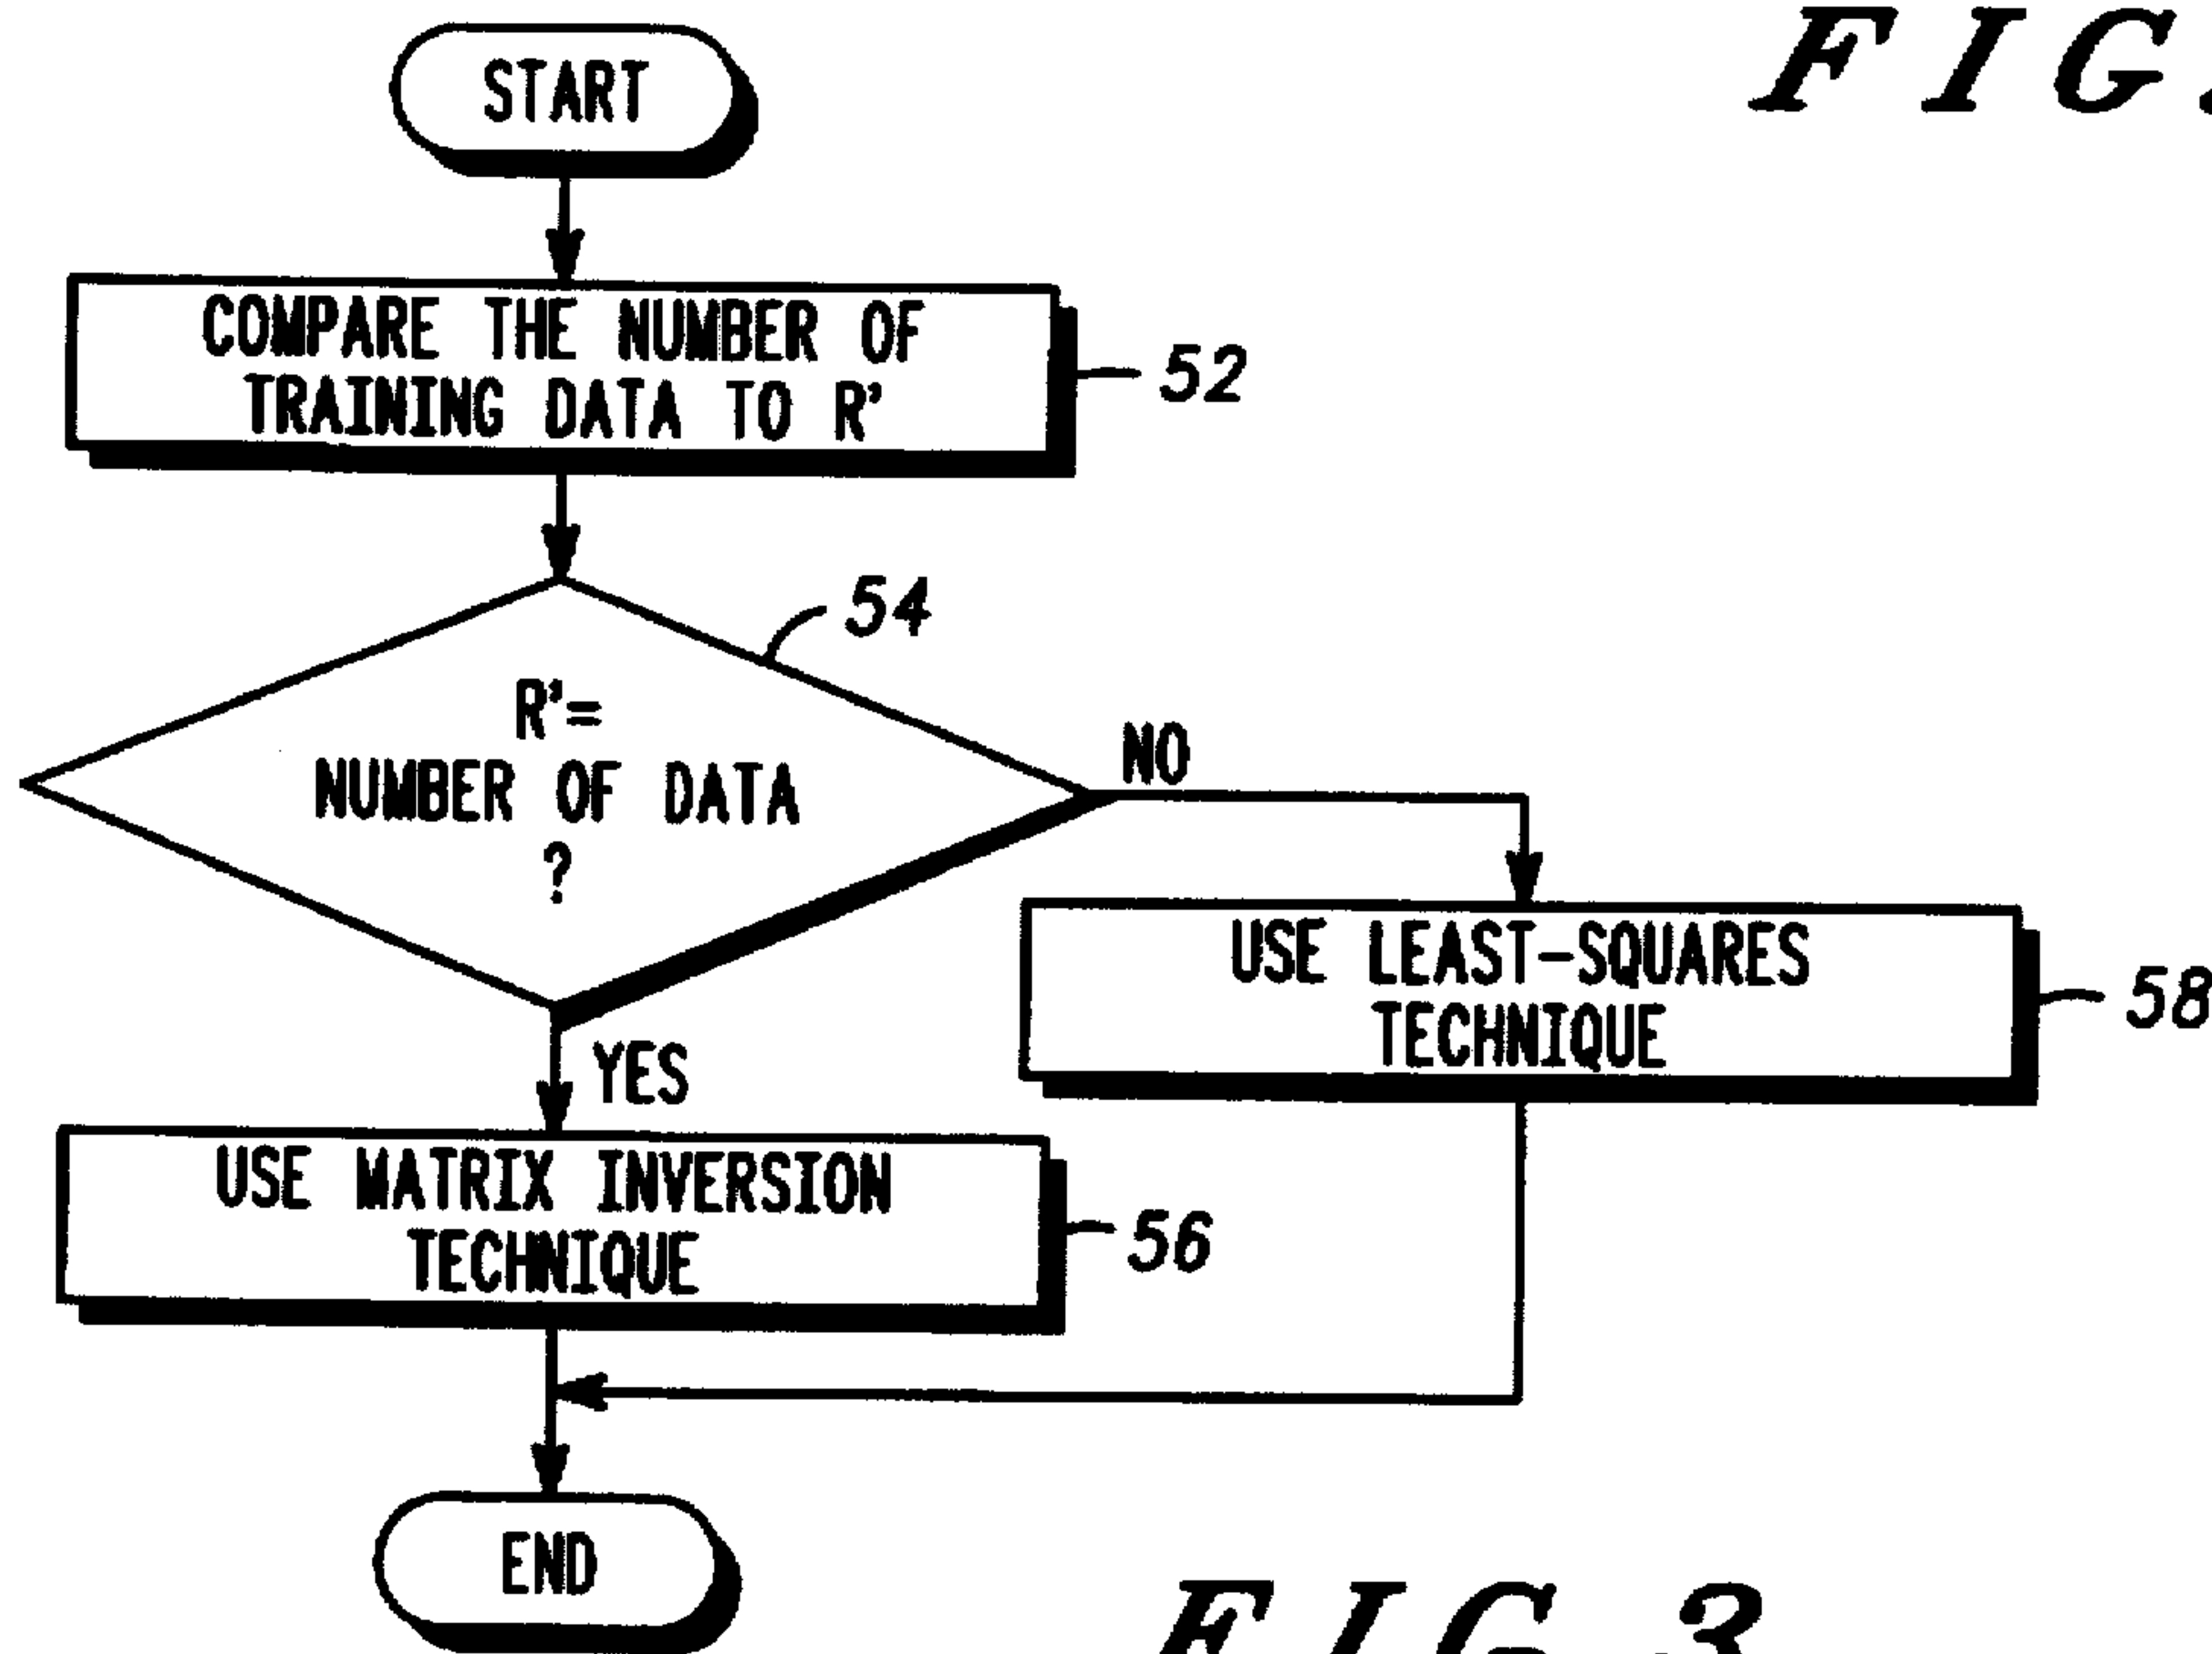 FIG.
START
COMPARE THE NUMBER OF
TRAINING DATA TO R'
52
54
R'=
NUMBER OF DATA
?
NO
USE LEAST-SQUARES
TECHNIQUE
58
YES
USE MATRIX INVERSION
TECHNIQUE
56
END
FIG.3